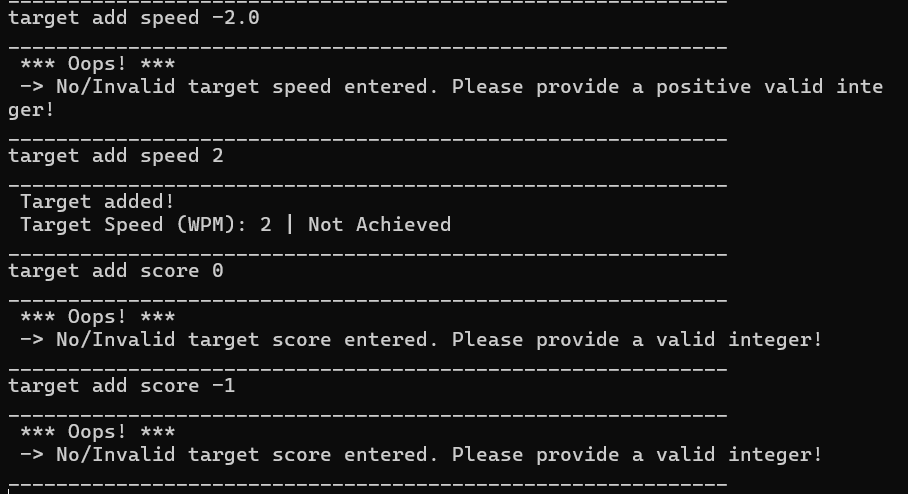 ____________________________________________________________
target add speed -2.0
____________________________________________________________
 *** Oops! ***
 -> No/Invalid target speed entered. Please provide a positive valid inte
ger!
____________________________________________________________
target add speed 2
____________________________________________________________
 Target added!
 Target Speed (WPM): 2 | Not Achieved
____________________________________________________________
target add score 0
____________________________________________________________
 *** Oops! ***
 -> No/Invalid target score entered. Please provide a valid integer!
____________________________________________________________
target add score -1
____________________________________________________________
 *** Oops! ***
 -> No/Invalid target score entered. Please provide a valid integer!
____________________________________________________________